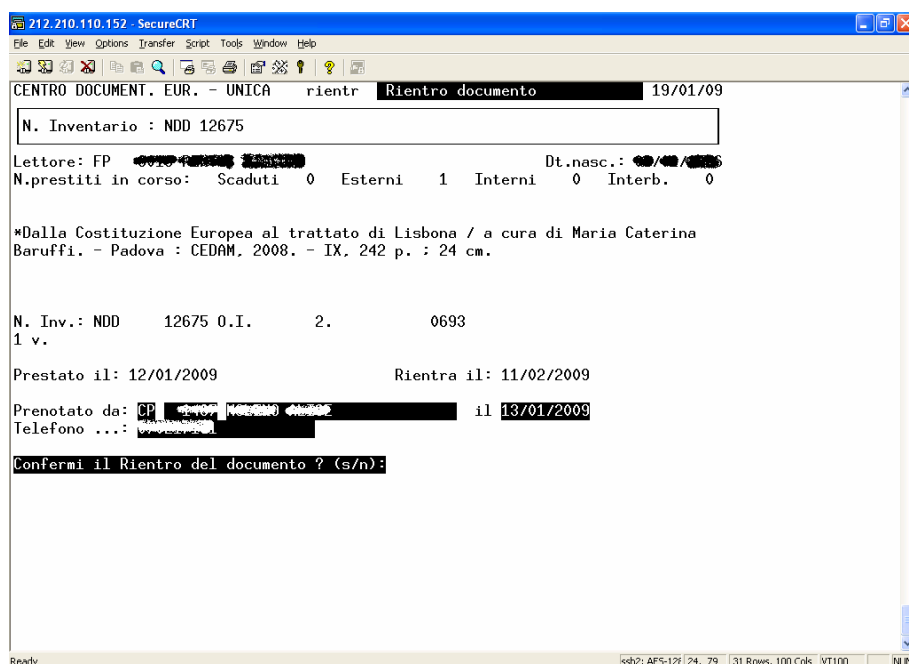 212.210.110.152 - SecureCRT
File Edit View Options Transfer Script Tools Window Help
CENTRO DOCUMENT. EUR. - UNICA rientr Rientro documento 19/01/09
N. Inventario : NDD 12675
Lettore: FP Dt.nasc.:
N.prestiti in corso: Scaduti 0 Esterni 1 Interni 0 Interb. 0
*Dalla Costituzione Europea al trattato di Lisbona / a cura di Maria Caterina
Baruffi. - Padova : CEDAM, 2008. - IX, 242 p. ; 24 cm.
N. Inv.: NDD 12675 O.I. 2. 0693
1 v.
Prestato il: 12/01/2009 Rientra il: 11/02/2009
Prenotato da: CP il 13/01/2009
Telefono ...:
Confermi il Rientro del documento ? (s/n):
Ready ssh2: AES-128 24, 79 31 Rows, 100 Cols VT100 NUM